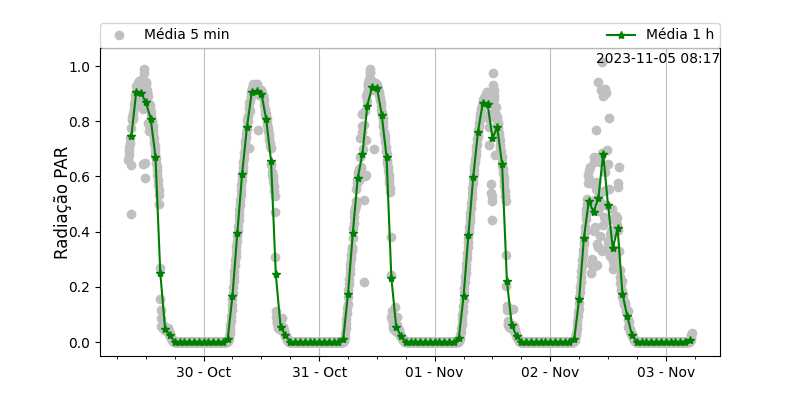 Média 5 min
Média 1 h
2023-11-05 08:17
1.0
0.8
0.6
0.4
0.2
0.0
Radiação PAR
30 - Oct
31 - Oct
01 - Nov
02 - Nov
03 - Nov